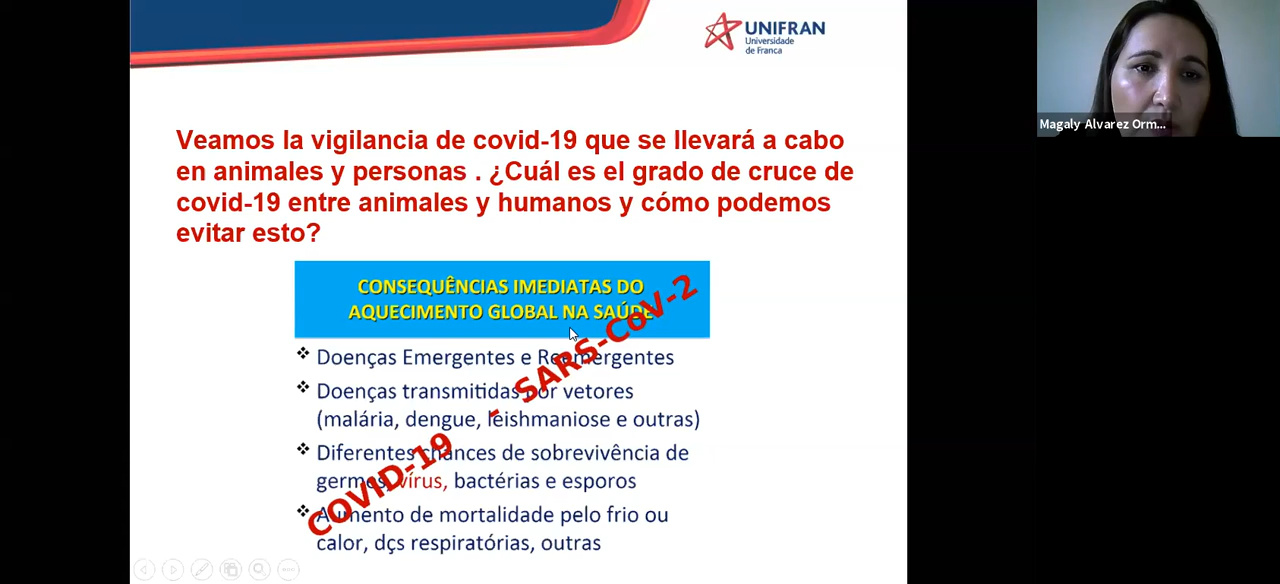 UNIFRAN
Universidade
de Franca
Magaly Alvarez Orm...
Veamos la vigilancia de covid-19 que se llevará a cabo
en animales y personas . ¿Cuál es el grado de cruce de
covid-19 entre animales y humanos y cómo podemos
evitar esto?
CONSEQUÊNCIAS IMEDIATAS DO
AQUECIMENTO GLOBAL NA SAÚDE
Doenças Emergentes e Reemergentes
Doenças transmitidas por vetores
(malária, dengue, leishmaniose e outras)
Diferentes chances de sobrevivência de
germes, vírus, bactérias e esporos
Aumento de mortalidade pelo frio ou
calor, dçs respiratórias, outras
COVID-19 - SARS-CoV-2